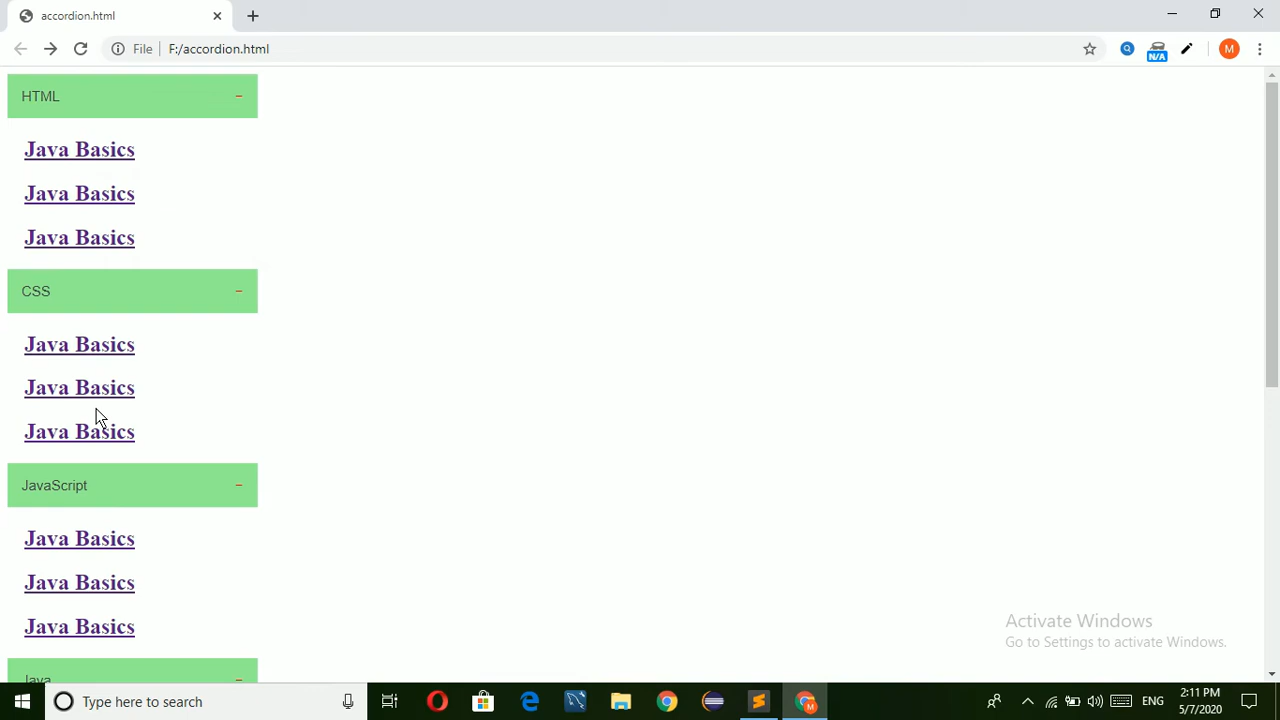 accordion.html
File
F:/accordion.html
N/A
M
HTML −
Java Basics
Java Basics
Java Basics
CSS −
Java Basics
Java Basics
Java Basics
JavaScript −
Java Basics
Java Basics
Java Basics
Java −
Activate Windows
Go to Settings to activate Windows.
Type here to search
ENG
2:11 PM
5/7/2020